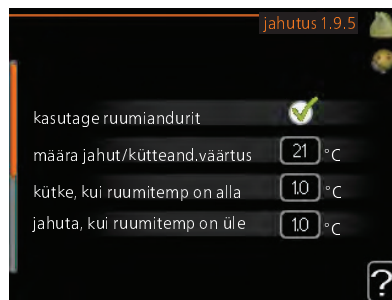 jahutus 1.9.5
kasutage ruumiandurit
määra jahut/kütteand.väärtus 21 °C
kütke, kui ruumitemp on alla 1.0 °C
jahuta, kui ruumitemp on üle 1.0 °C
?